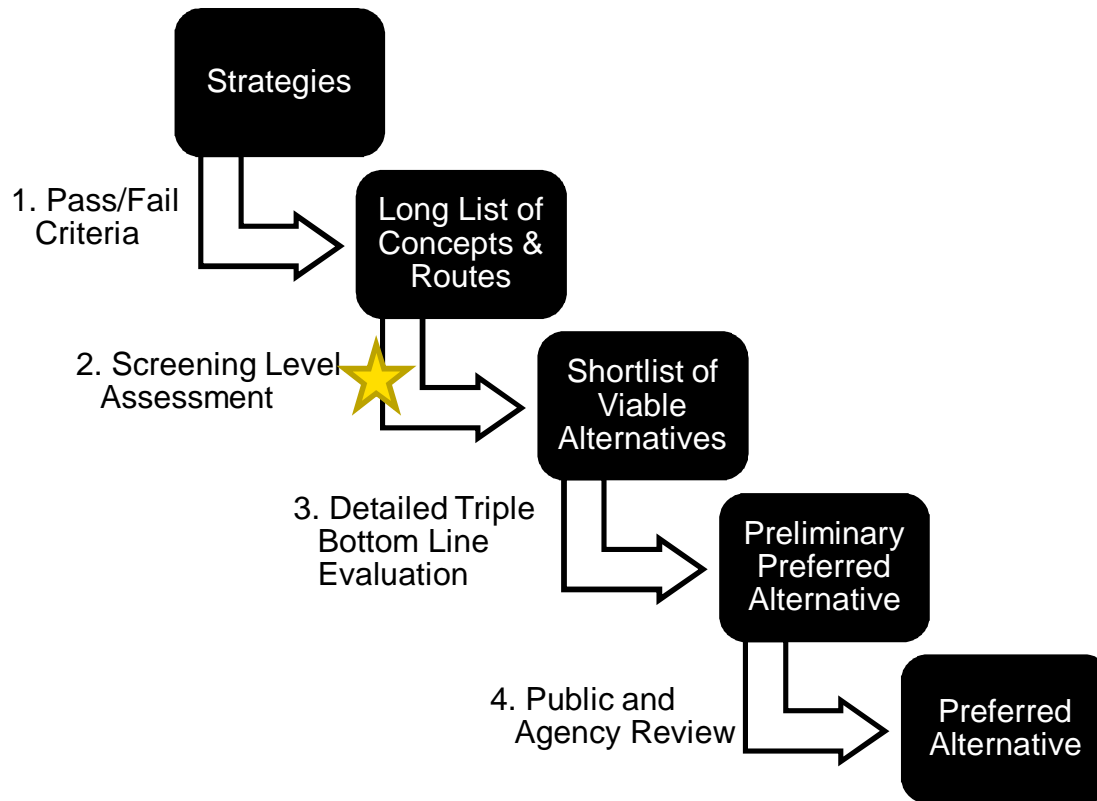 Strategies
1. Pass/Fail
Criteria
Long List of
Concepts &
Routes
2. Screening Level
Assessment
Shortlist of
Viable
Alternatives
3. Detailed Triple
Bottom Line
Evaluation
Preliminary
Preferred
Alternative
4. Public and
Agency Review
Preferred
Alternative